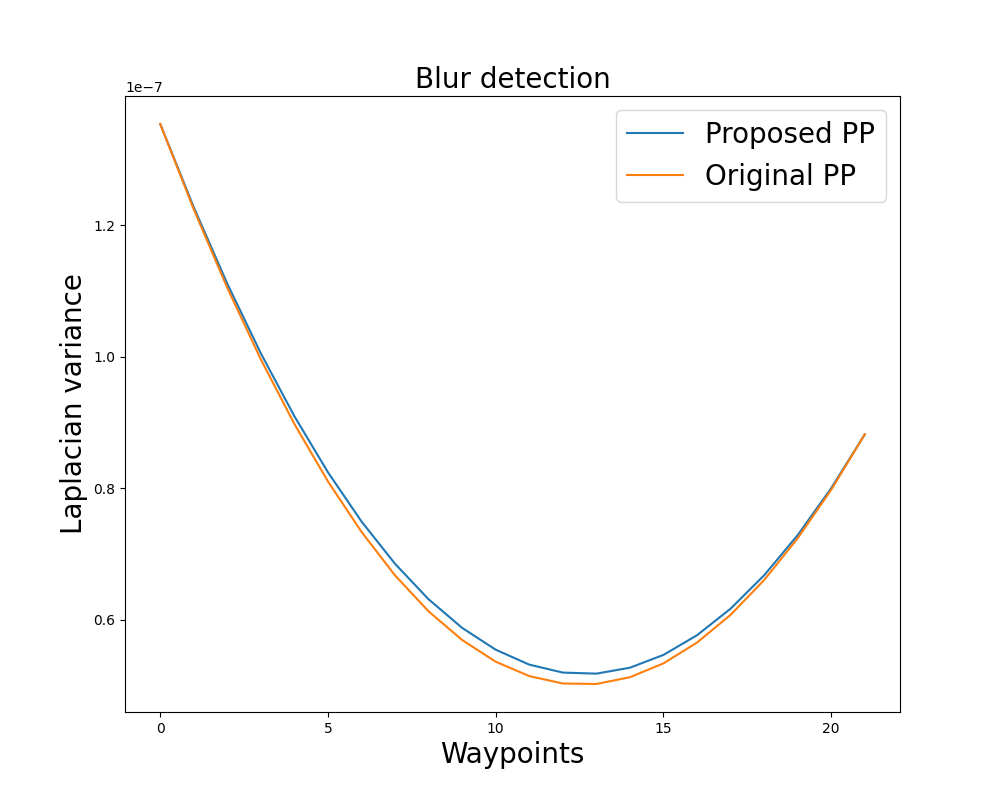 Blur detection
1e−7
Proposed PP
Original PP
1.2
1.0
0.8
0.6
Laplacian variance
0 5 10 15 20
Waypoints